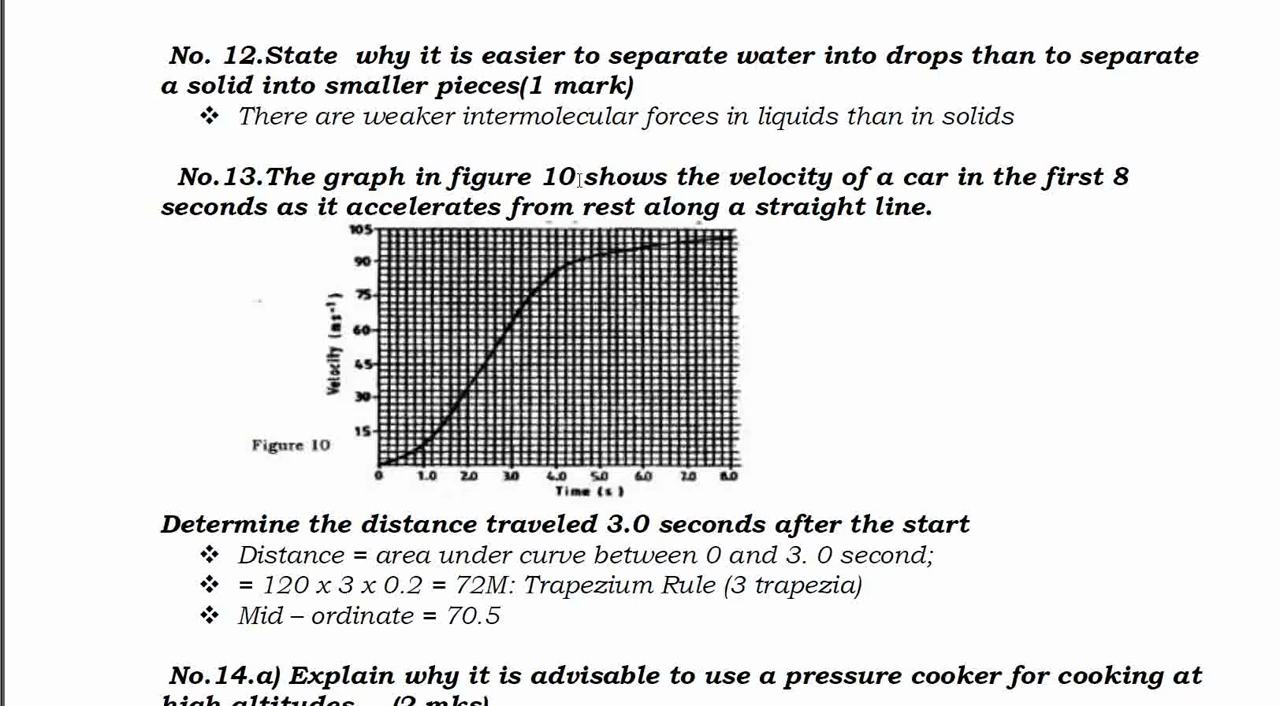 No. 12.State why it is easier to separate water into drops than to separate
a solid into smaller pieces(1 mark)
❖ There are weaker intermolecular forces in liquids than in solids
No.13.The graph in figure 10 shows the velocity of a car in the first 8
seconds as it accelerates from rest along a straight line.
105
90
75
60
45
30
15
Velocity (ms⁻¹)
Figure 10
0 1.0 2.0 3.0 4.0 5.0 6.0 7.0 8.0
Time (s)
Determine the distance traveled 3.0 seconds after the start
❖ Distance = area under curve between 0 and 3. 0 second;
❖ = 120 x 3 x 0.2 = 72M: Trapezium Rule (3 trapezia)
❖ Mid – ordinate = 70.5
No.14.a) Explain why it is advisable to use a pressure cooker for cooking at
high altitudes (2 mks)